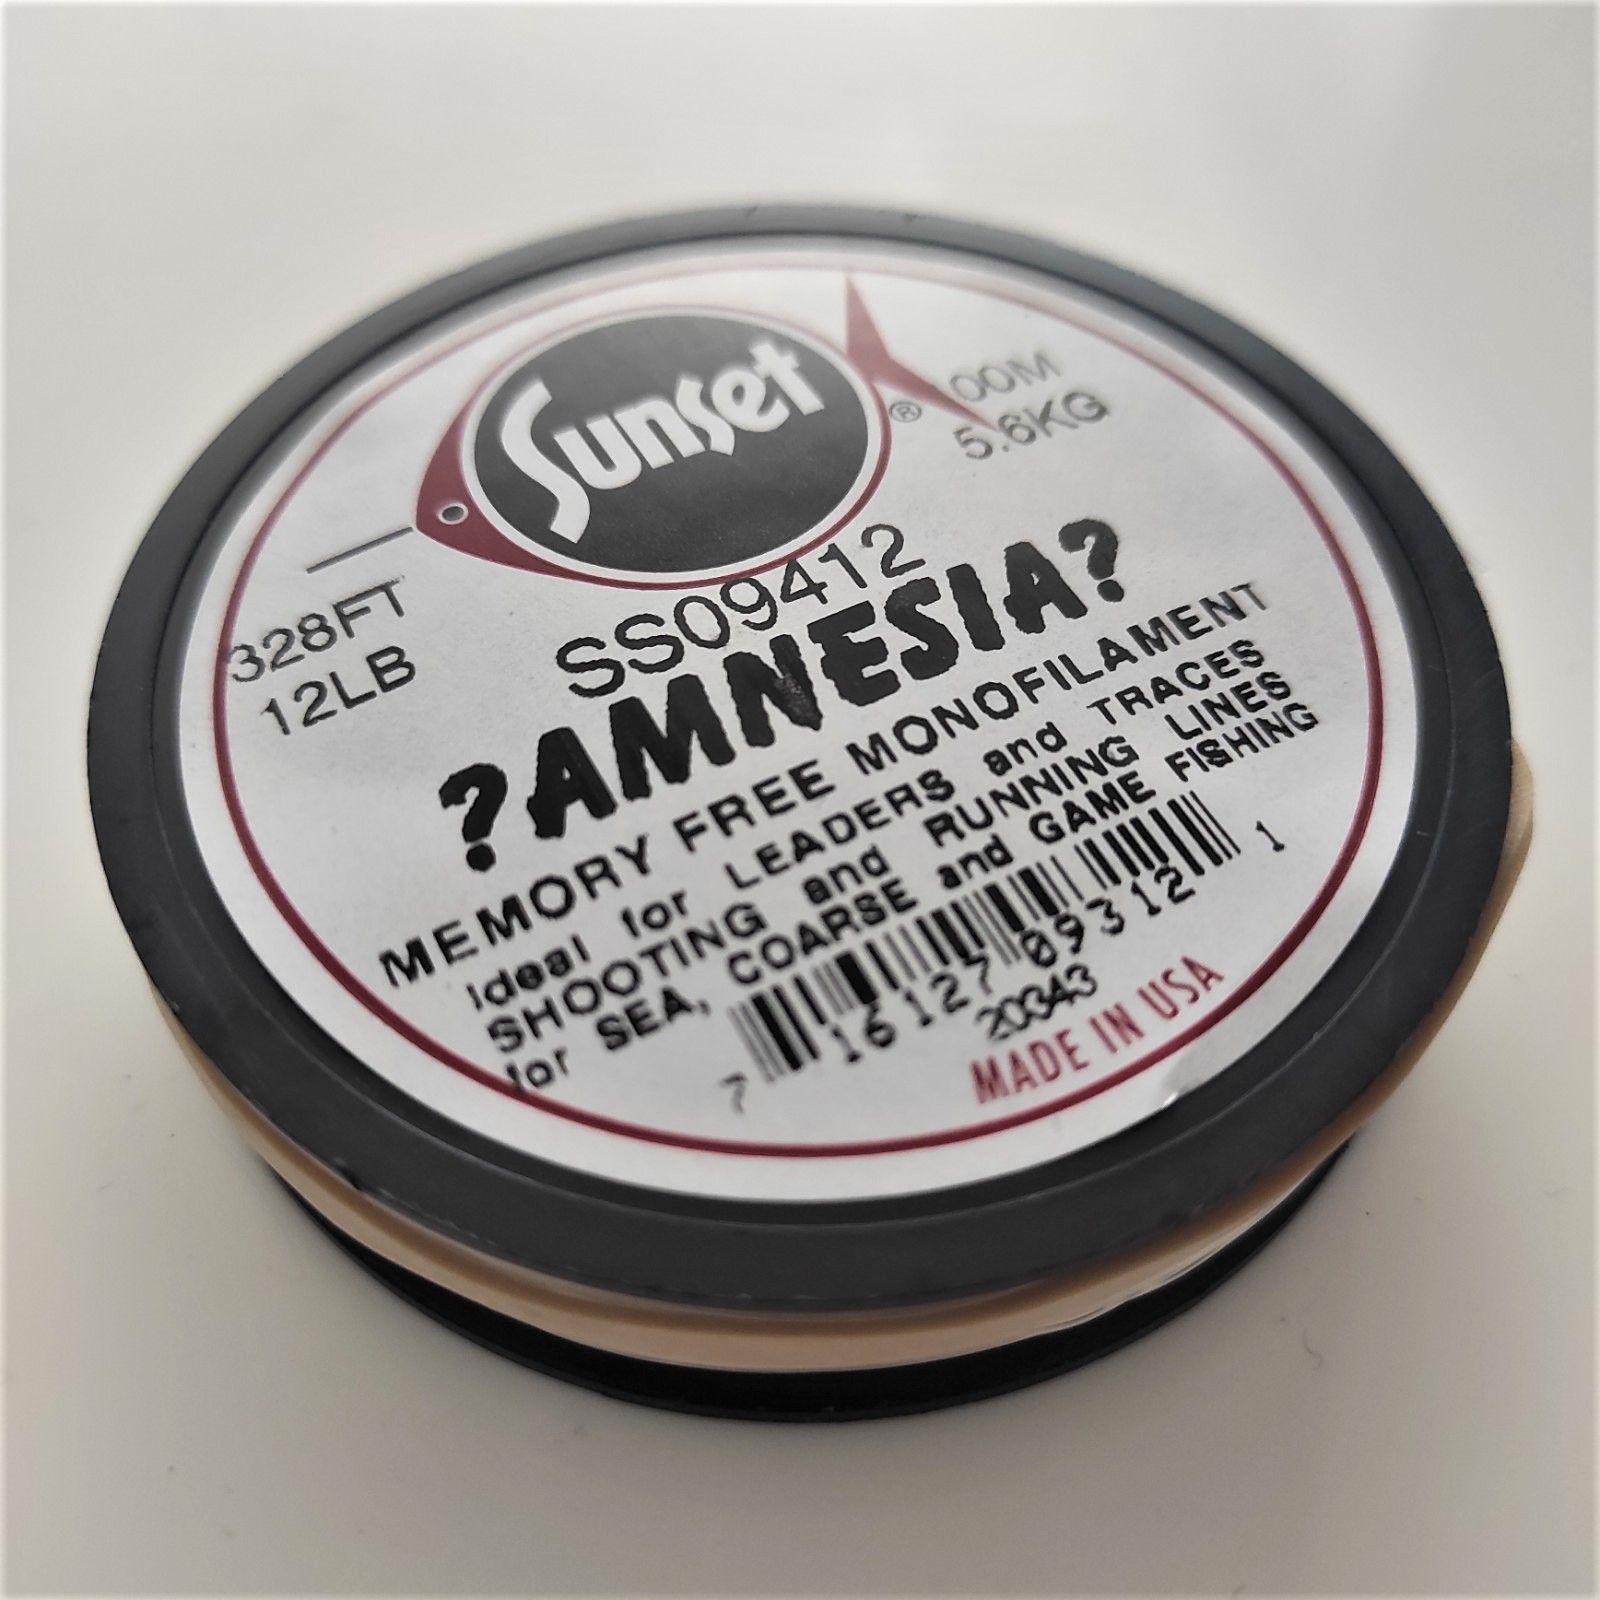 Sunset
®
100M
5.6KG
328FT
12LB
SS09412
?AMNESIA?
MEMORY FREE MONOFILAMENT
Ideal for LEADERS and TRACES
SHOOTING and RUNNING LINES
for SEA, COARSE and GAME FISHING
7 16127 09312 1
20343
MADE IN USA